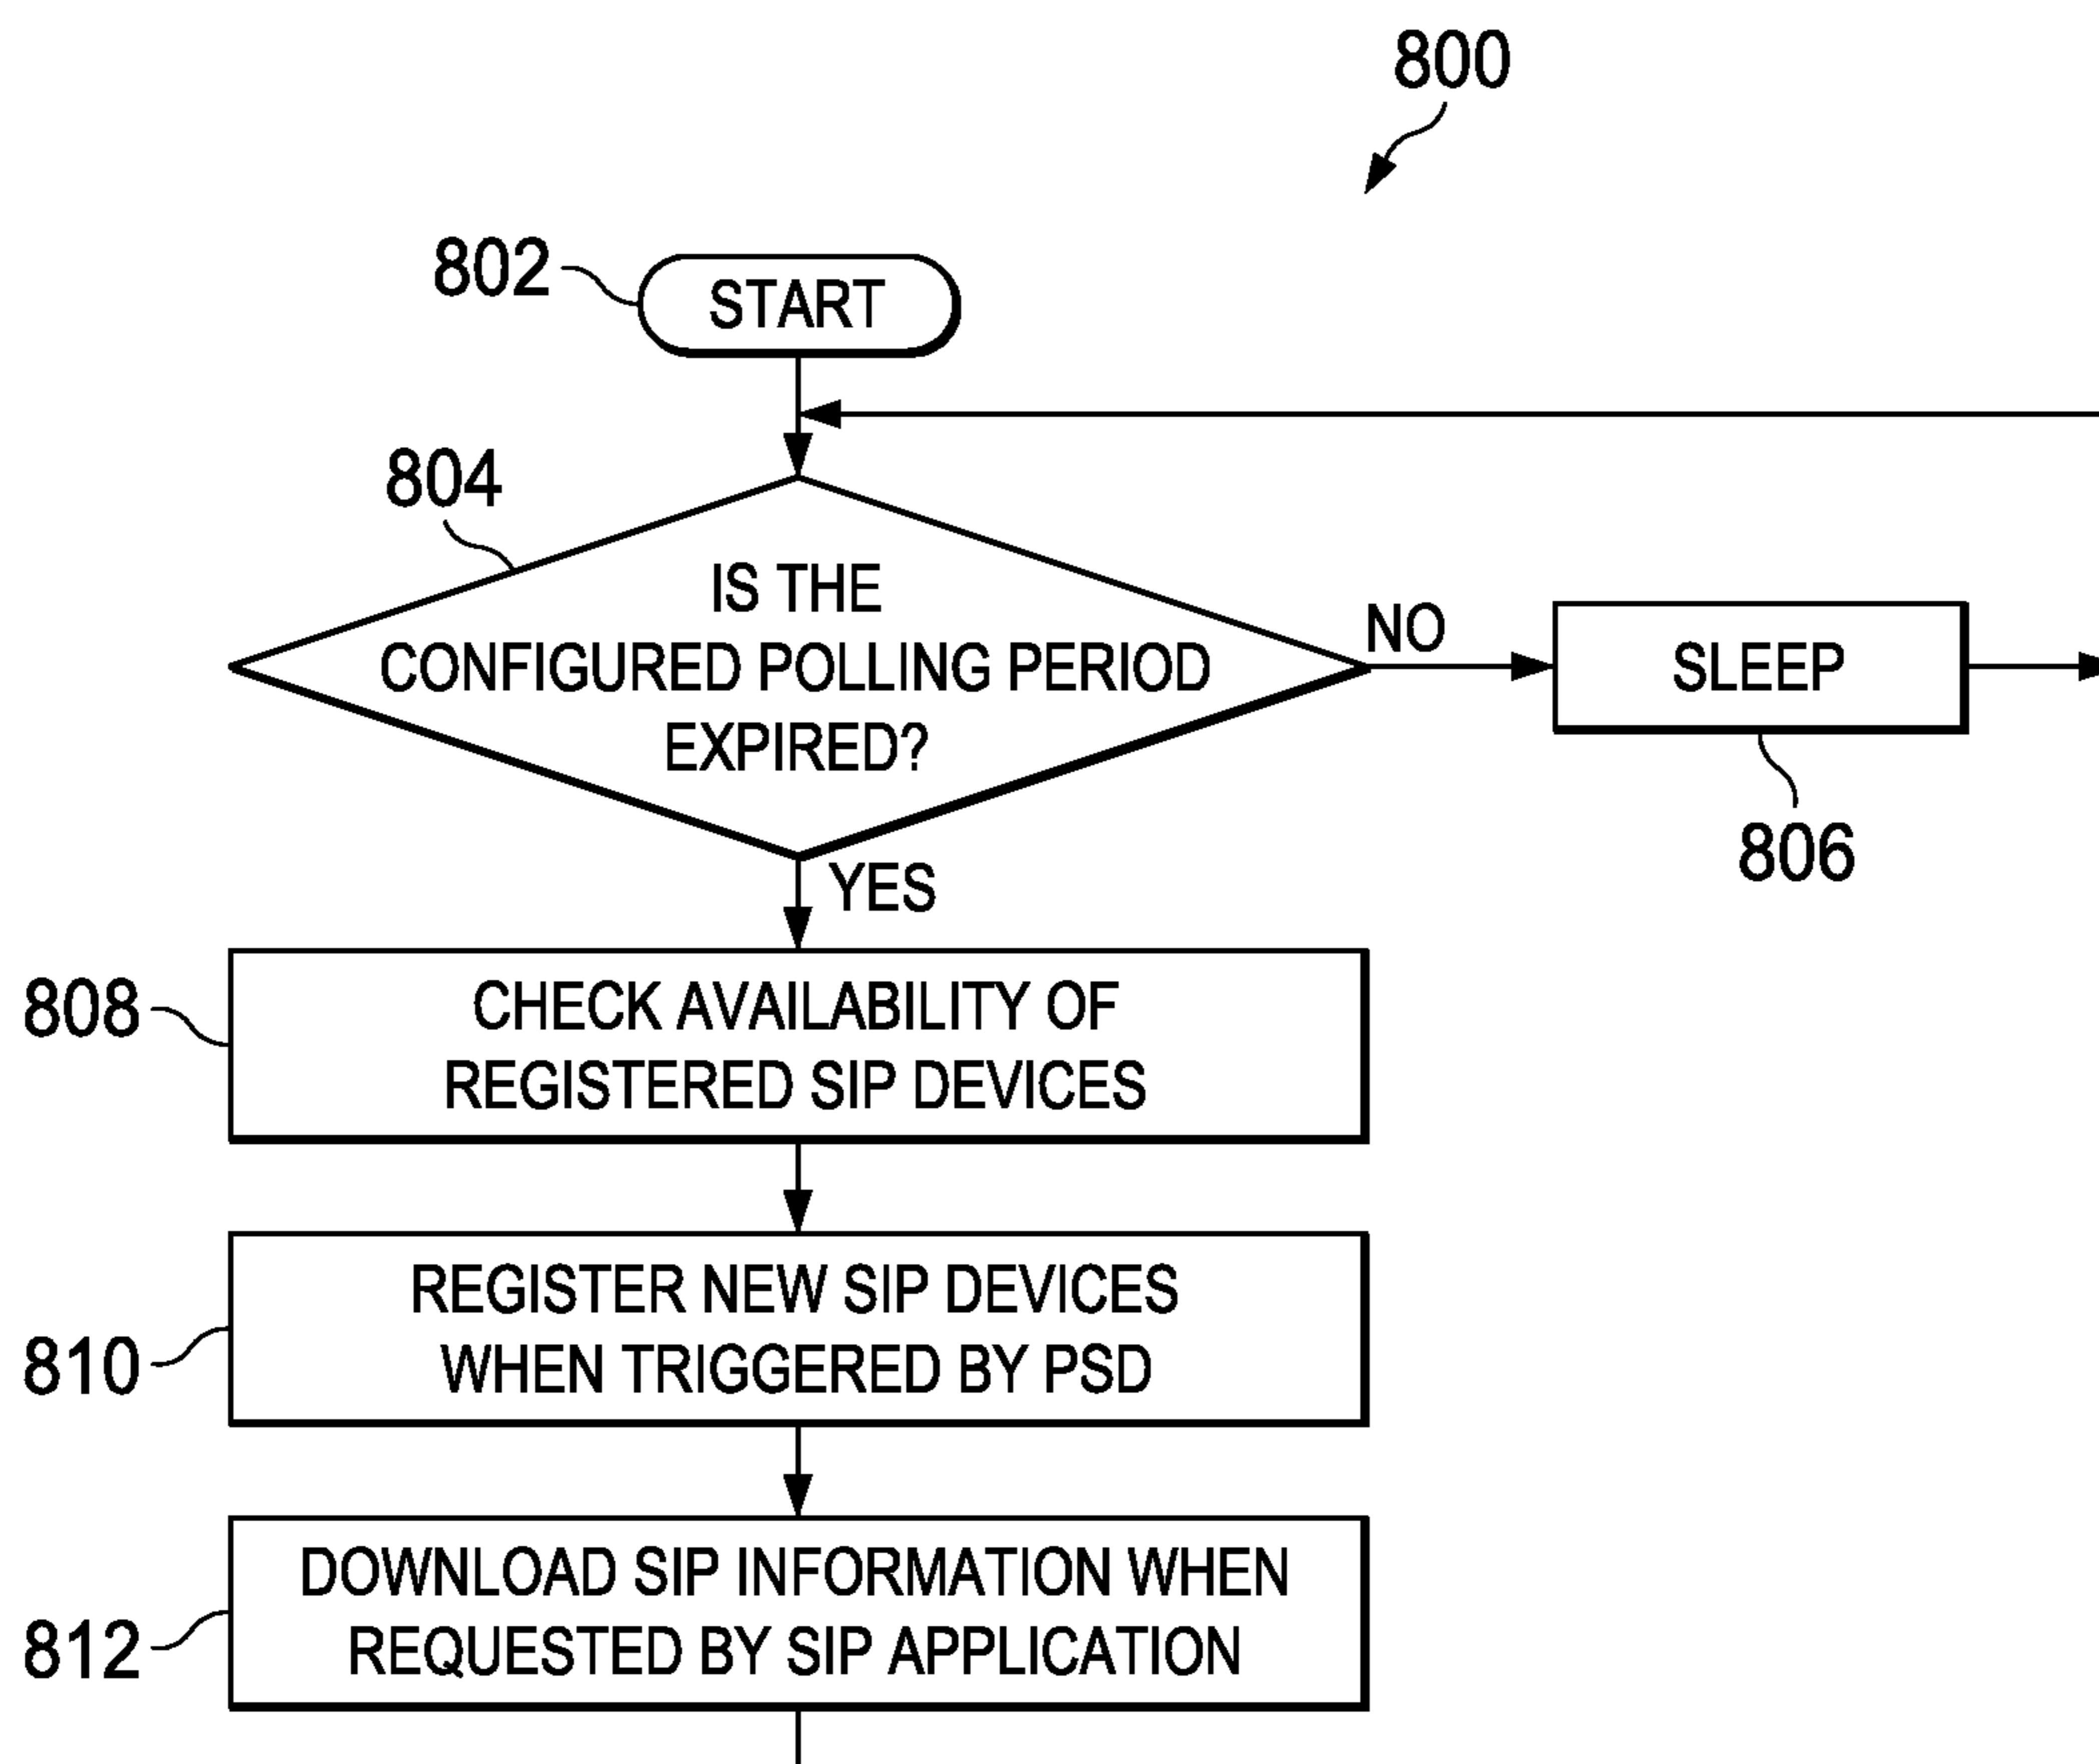 800
802
START
804
IS THE
CONFIGURED POLLING PERIOD
EXPIRED?
NO
SLEEP
806
YES
808
CHECK AVAILABILITY OF
REGISTERED SIP DEVICES
810
REGISTER NEW SIP DEVICES
WHEN TRIGGERED BY PSD
812
DOWNLOAD SIP INFORMATION WHEN
REQUESTED BY SIP APPLICATION